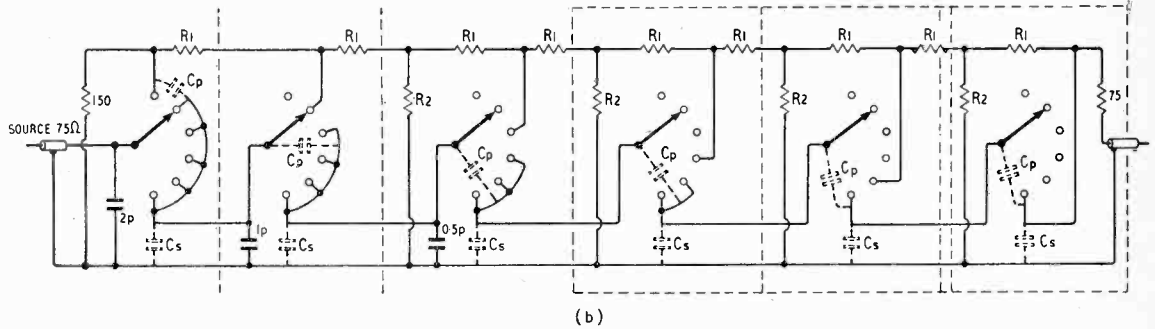 R1 R1 R1 R1 R1 R1 R1 R1 R1
150 Cp R2 R2 R2 R2 75
SOURCE 75Ω Cp Cp Cp Cp Cp
2p 1p 0·5p
Cs Cs Cs Cs Cs Cs
(b)